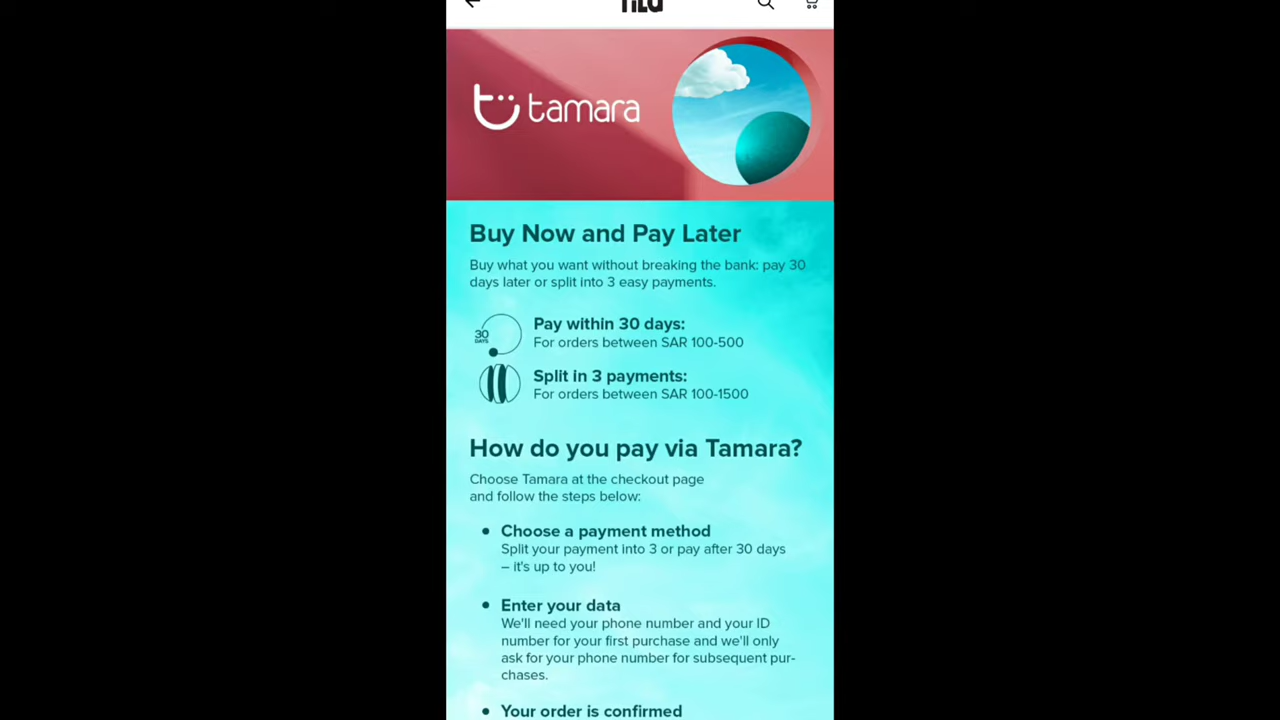 tamara
Buy Now and Pay Later
Buy what you want without breaking the bank: pay 30
days later or split into 3 easy payments.
30
DAYS
Pay within 30 days:
For orders between SAR 100-500
Split in 3 payments:
For orders between SAR 100-1500
How do you pay via Tamara?
Choose Tamara at the checkout page
and follow the steps below:
• Choose a payment method
Split your payment into 3 or pay after 30 days
– it's up to you!
• Enter your data
We'll need your phone number and your ID
number for your first purchase and we'll only
ask for your phone number for subsequent pur-
chases.
• Your order is confirmed